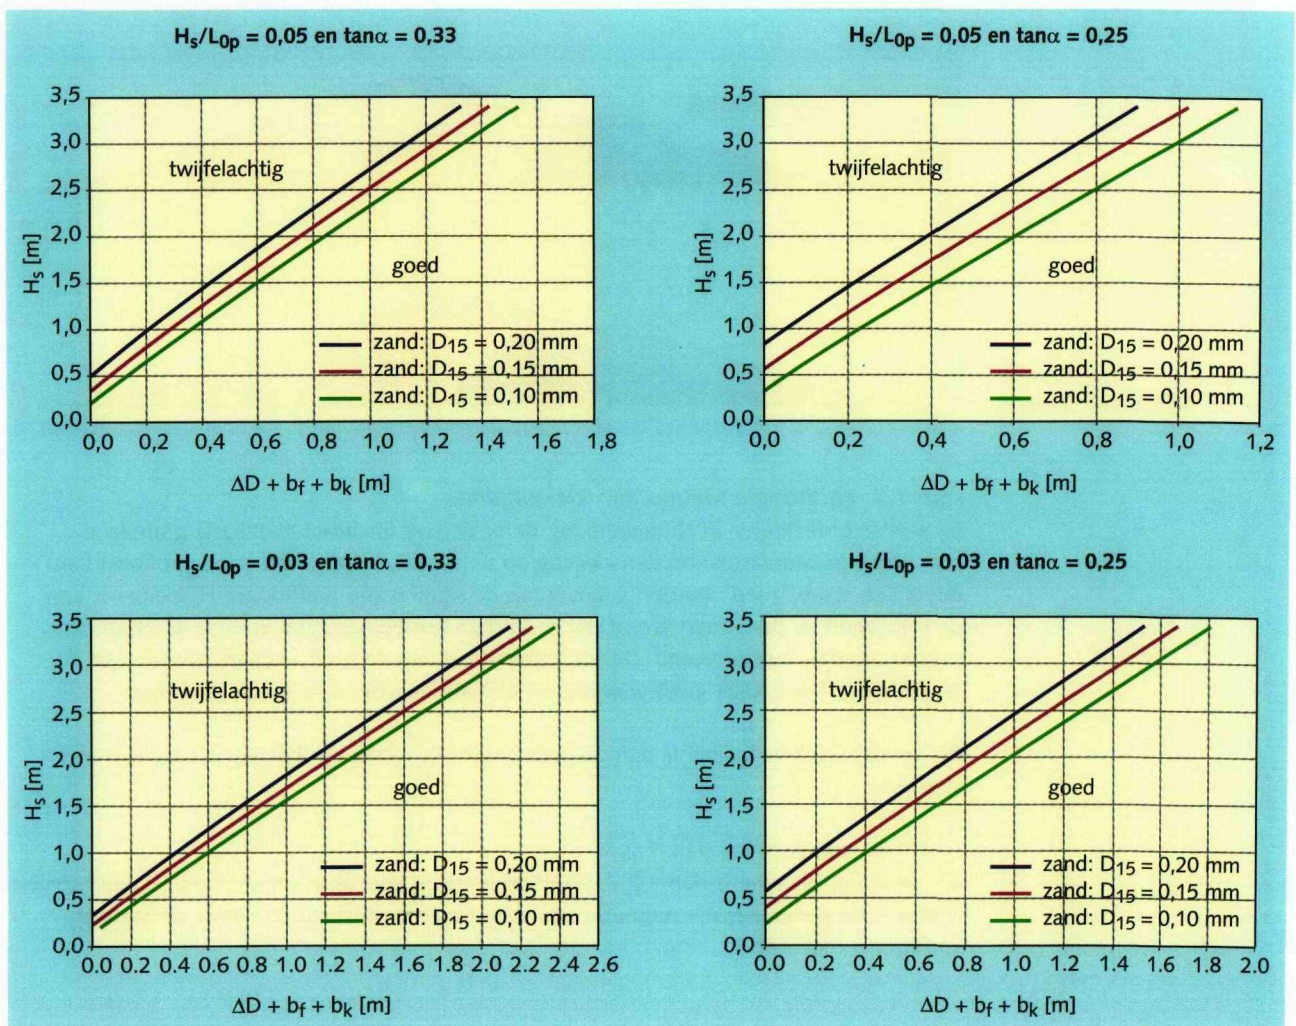 Hs/L0p = 0,05 en tanα = 0,33
3,5
3,0
2,5
2,0
1,5
1,0
0,5
0,0
Hs [m]
twijfelachtig
goed
zand: D15 = 0,20 mm
zand: D15 = 0,15 mm
zand: D15 = 0,10 mm
0,0 0,2 0,4 0,6 0,8 1,0 1,2 1,4 1,6 1,8
ΔD + bf + bk [m]
Hs/L0p = 0,05 en tanα = 0,25
3,5
3,0
2,5
2,0
1,5
1,0
0,5
0,0
Hs [m]
twijfelachtig
goed
zand: D15 = 0,20 mm
zand: D15 = 0,15 mm
zand: D15 = 0,10 mm
0,0 0,2 0,4 0,6 0,8 1,0 1,2
ΔD + bf + bk [m]
Hs/L0p = 0,03 en tanα = 0,33
3,5
3,0
2,5
2,0
1,5
1,0
0,5
0,0
Hs [m]
twijfelachtig
goed
zand: D15 = 0,20 mm
zand: D15 = 0,15 mm
zand: D15 = 0,10 mm
0.0 0.2 0.4 0.6 0.8 1.0 1.2 1.4 1.6 1.8 2.0 2.2 2.4 2.6
ΔD + bf + bk [m]
Hs/L0p = 0,03 en tanα = 0,25
3,5
3,0
2,5
2,0
1,5
1,0
0,5
0,0
Hs [m]
twijfelachtig
goed
zand: D15 = 0,20 mm
zand: D15 = 0,15 mm
zand: D15 = 0,10 mm
0.0 0.2 0.4 0.6 0.8 1.0 1.2 1.4 1.6 1.8 2.0
ΔD + bf + bk [m]